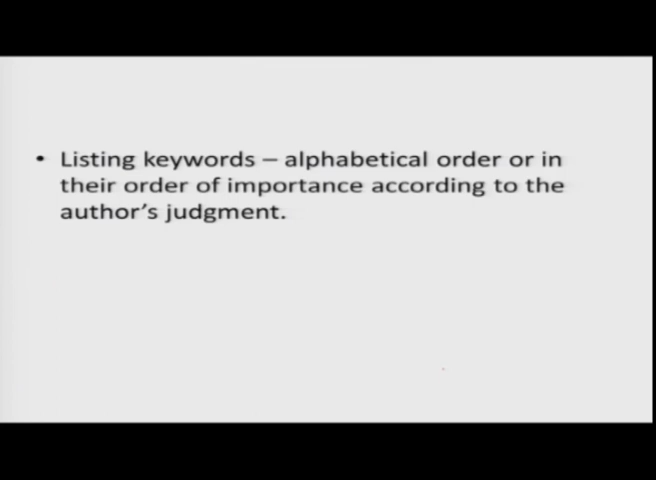 • Listing keywords – alphabetical order or in
their order of importance according to the
author’s judgment.